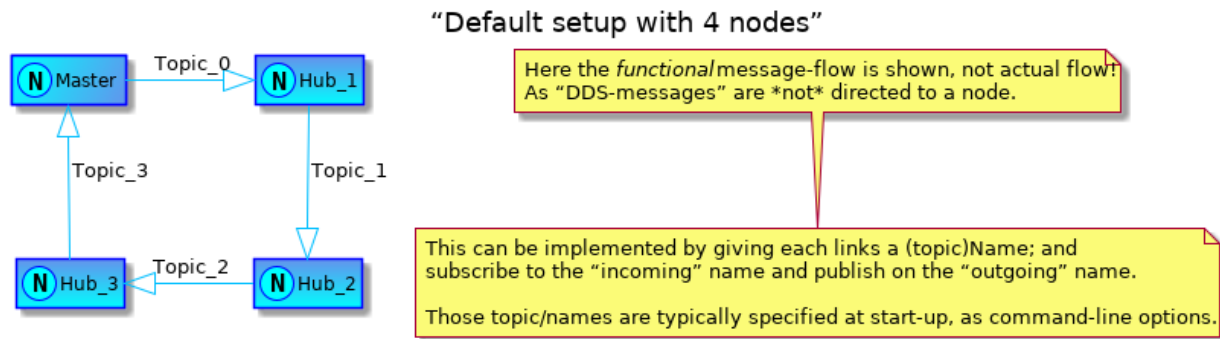 “Default setup with 4 nodes”
N Master
Topic_0
N Hub_1
Here the functional message-flow is shown, not actual flow!
As “DDS-messages” are *not* directed to a node.
Topic_3
Topic_1
N Hub_3
Topic_2
N Hub_2
This can be implemented by giving each links a (topic)Name; and
subscribe to the “incoming” name and publish on the “outgoing” name.
Those topic/names are typically specified at start-up, as command-line options.